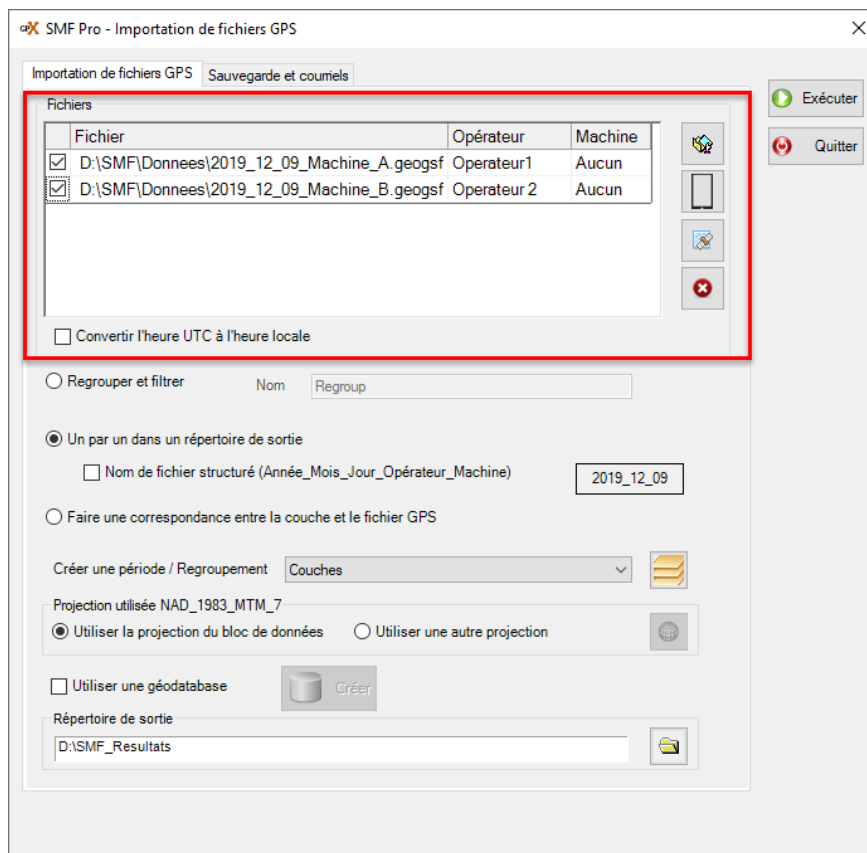 GPX SMF Pro - Importation de fichiers GPS
Importation de fichiers GPS Sauvegarde et courriels
Exécuter
Fichiers
Fichier Opérateur Machine
D:\SMF\Donnees\2019_12_09_Machine_A.geogsf Operateur1 Aucun
Quitter
D:\SMF\Donnees\2019_12_09_Machine_B.geogsf Operateur 2 Aucun
Convertir l'heure UTC à l'heure locale
Regrouper et filtrer Nom Regroup
Un par un dans un répertoire de sortie
Nom de fichier structuré (Année_Mois_Jour_Opérateur_Machine) 2019_12_09
Faire une correspondance entre la couche et le fichier GPS
Créer une période / Regroupement Couches
Projection utilisée NAD_1983_MTM_7
Utiliser la projection du bloc de données Utiliser une autre projection
Utiliser une géodatabase Créer
Répertoire de sortie
D:\SMF_Resultats